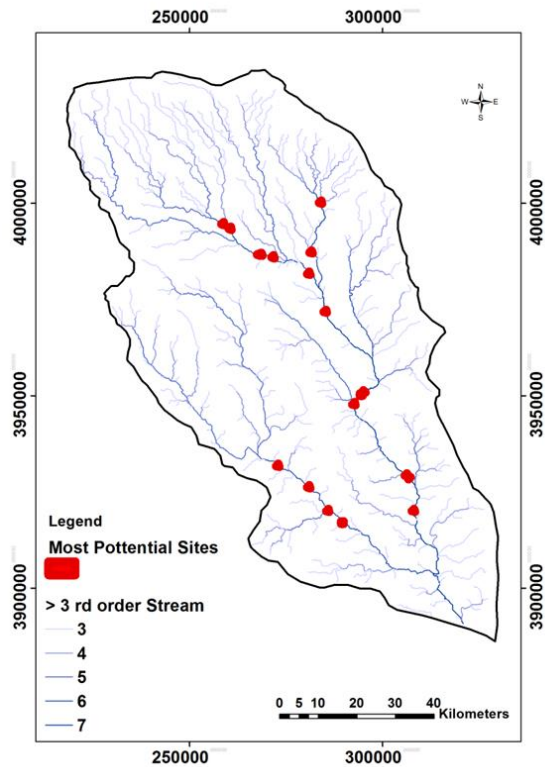 250000 300000
N
W E
S
4000000 4000000
3950000 3950000
3900000 3900000
Legend
Most Pottential Sites
> 3 rd order Stream
3
4
5
6
7
0 5 10 20 30 40
Kilometers
250000 300000